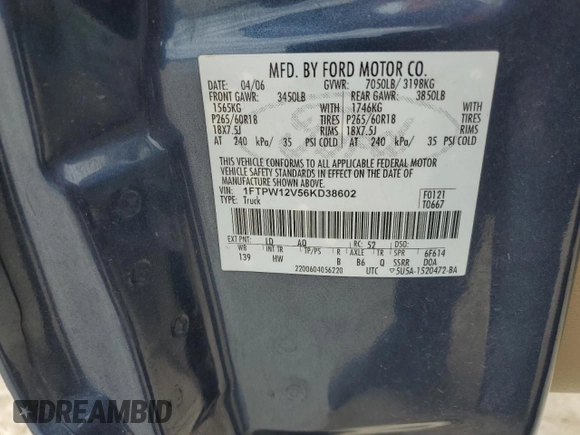 MFD. BY FORD MOTOR CO.
DATE: 04/06 GVWR: 7050LB/ 3198KG
FRONT GAWR: 3450LB REAR GAWR: 3850LB
1565KG WITH 1746KG WITH
P265/60R18 TIRES P265/60R18 TIRES
18X7.5J RIMS 18X7.5J RIMS
AT 240 kPa/ 35 PSI COLD AT 240 kPa/ 35 PSI COLD
THIS VEHICLE CONFORMS TO ALL APPLICABLE FEDERAL MOTOR
VEHICLE SAFETY STANDARDS IN EFFECT ON THE DATE OF
MANUFACTURE SHOWN ABOVE.
VIN: 1FTPW12V56KD38602 F0121
TYPE: Truck T0667
EXT PNT: LD AQ RC: 52 DSO:
WB INT TR TP/PS R AXLE TR SPR 6F614
139 HW B B6 Q SSRR DOA
2200604056220 UTC ▽5U5A-1520472-BA
DREAMBID